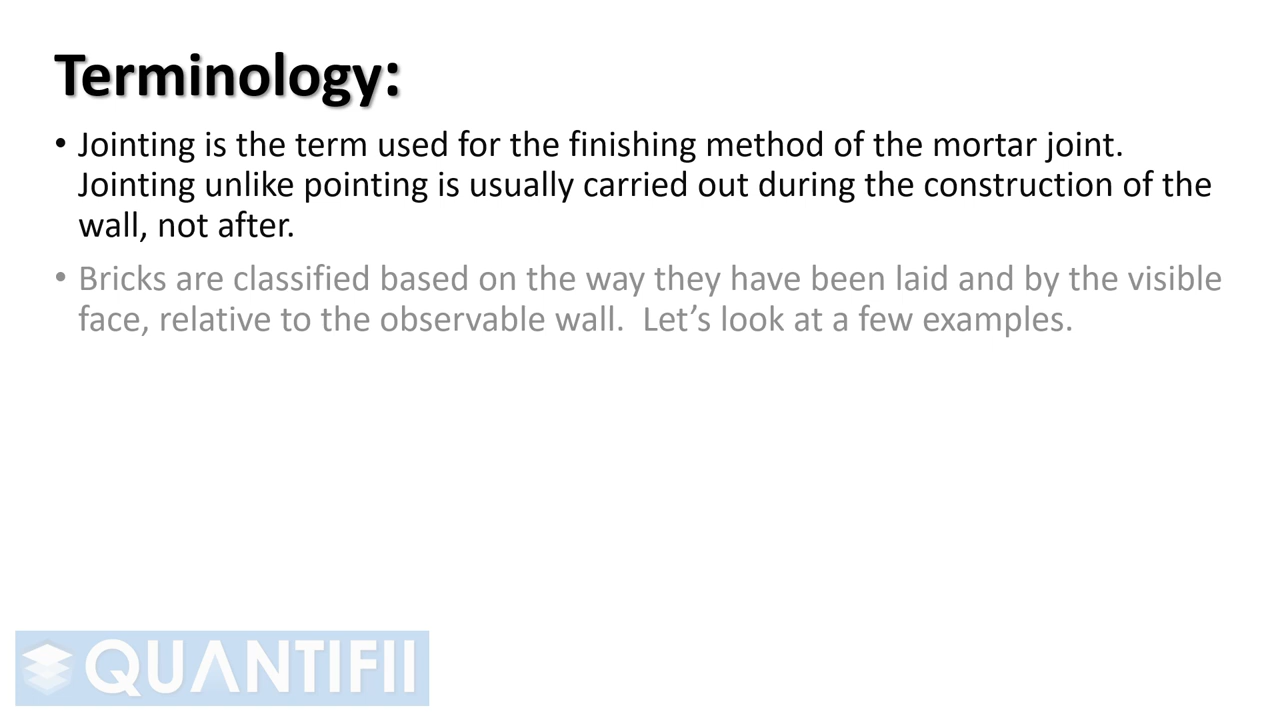 Terminology:
• Jointing is the term used for the finishing method of the mortar joint.
Jointing unlike pointing is usually carried out during the construction of the
wall, not after.
• Bricks are classified based on the way they have been laid and by the visible
face, relative to the observable wall.  Let’s look at a few examples.
QUANTIFII